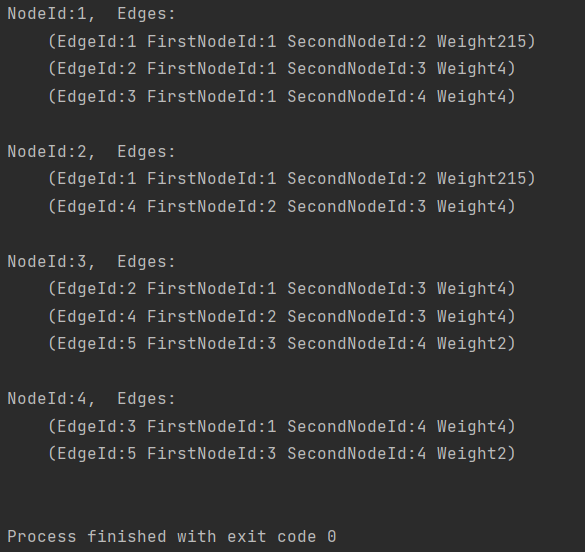 NodeId:1,  Edges:
    (EdgeId:1 FirstNodeId:1 SecondNodeId:2 Weight215)
    (EdgeId:2 FirstNodeId:1 SecondNodeId:3 Weight4)
    (EdgeId:3 FirstNodeId:1 SecondNodeId:4 Weight4)

NodeId:2,  Edges:
    (EdgeId:1 FirstNodeId:1 SecondNodeId:2 Weight215)
    (EdgeId:4 FirstNodeId:2 SecondNodeId:3 Weight4)

NodeId:3,  Edges:
    (EdgeId:2 FirstNodeId:1 SecondNodeId:3 Weight4)
    (EdgeId:4 FirstNodeId:2 SecondNodeId:3 Weight4)
    (EdgeId:5 FirstNodeId:3 SecondNodeId:4 Weight2)

NodeId:4,  Edges:
    (EdgeId:3 FirstNodeId:1 SecondNodeId:4 Weight4)
    (EdgeId:5 FirstNodeId:3 SecondNodeId:4 Weight2)


Process finished with exit code 0